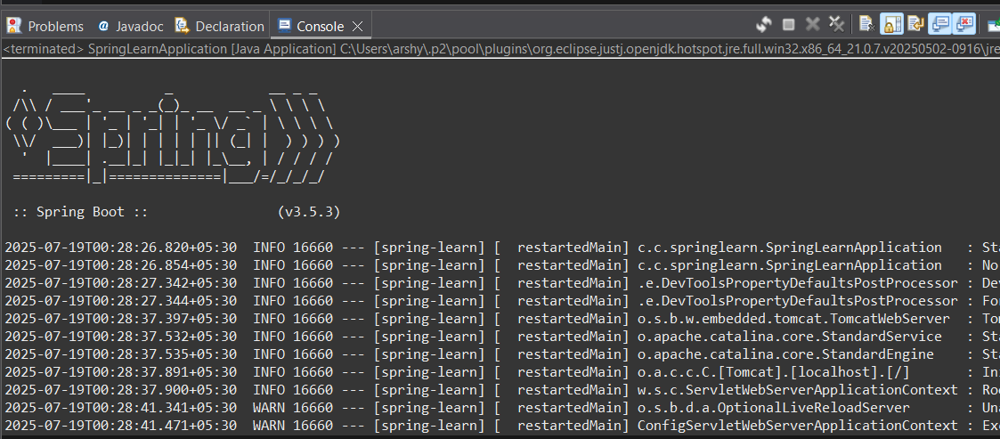 Problems @ Javadoc Declaration Console
<terminated> SpringLearnApplication [Java Application] C:\Users\arshy\.p2\pool\plugins\org.eclipse.justj.openjdk.hotspot.jre.full.win32.x86_64_21.0.7.v20250502-0916\jre
  .   ____          _            __ _ _
 /\\ / ___'_ __ _ _(_)_ __  __ _ \ \ \ \
( ( )\___ | '_ | '_| | '_ \/ _` | \ \ \ \
 \\/  ___)| |_)| | | | | || (_| |  ) ) ) )
  '  |____| .__|_| |_|_| |_\__, | / / / /
 =========|_|==============|___/=/_/_/_/
 :: Spring Boot ::                (v3.5.3)
2025-07-19T00:28:26.820+05:30  INFO 16660 --- [spring-learn] [  restartedMain] c.c.springlearn.SpringLearnApplication   : Sta
2025-07-19T00:28:26.854+05:30  INFO 16660 --- [spring-learn] [  restartedMain] c.c.springlearn.SpringLearnApplication   : No
2025-07-19T00:28:27.342+05:30  INFO 16660 --- [spring-learn] [  restartedMain] .e.DevToolsPropertyDefaultsPostProcessor : Dev
2025-07-19T00:28:27.344+05:30  INFO 16660 --- [spring-learn] [  restartedMain] .e.DevToolsPropertyDefaultsPostProcessor : For
2025-07-19T00:28:37.397+05:30  INFO 16660 --- [spring-learn] [  restartedMain] o.s.b.w.embedded.tomcat.TomcatWebServer  : Tom
2025-07-19T00:28:37.532+05:30  INFO 16660 --- [spring-learn] [  restartedMain] o.apache.catalina.core.StandardService   : Sta
2025-07-19T00:28:37.535+05:30  INFO 16660 --- [spring-learn] [  restartedMain] o.apache.catalina.core.StandardEngine    : Sta
2025-07-19T00:28:37.891+05:30  INFO 16660 --- [spring-learn] [  restartedMain] o.a.c.c.C.[Tomcat].[localhost].[/]       : Ini
2025-07-19T00:28:37.900+05:30  INFO 16660 --- [spring-learn] [  restartedMain] w.s.c.ServletWebServerApplicationContext : Roo
2025-07-19T00:28:41.341+05:30  WARN 16660 --- [spring-learn] [  restartedMain] o.s.b.d.a.OptionalLiveReloadServer       : Una
2025-07-19T00:28:41.471+05:30  WARN 16660 --- [spring-learn] [  restartedMain] ConfigServletWebServerApplicationContext : Exc